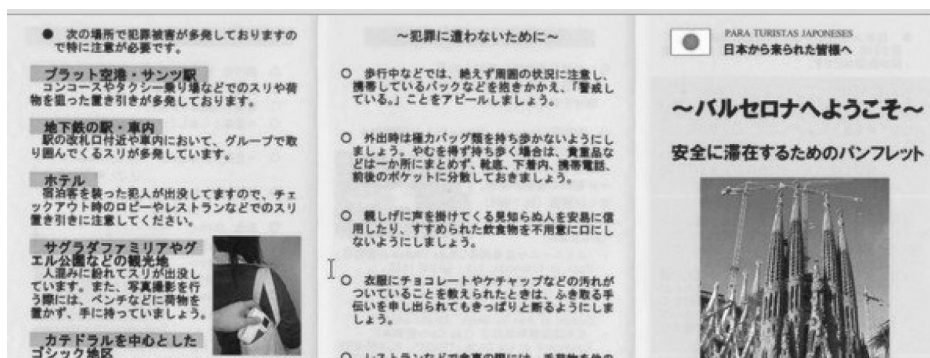 ● 次の場所で犯罪被害が多発しておりますの
で特に注意が必要です。
プラット空港・サンツ駅
コンコースやタクシー乗り場などでのスリや荷
物を狙った置き引きが多発しております。
地下鉄の駅・車内
駅の改札口付近や車内において、グループで取
り囲んでくるスリが多発しています。
ホテル
宿泊客を装った犯人が出没してますので、チェ
ックアウト時のロビーやレストランなどでのスリ
置き引きに注意してください。
サグラダファミリアやグ
エル公園などの観光地
人混みに紛れてスリが出没し
ています。また、写真撮影を行
う際には、ベンチなどに荷物を
置かず、手に持っていましょう。
カテドラルを中心とした
ゴシック地区
～犯罪に遭わないために～
○ 歩行中などでは、絶えず周囲の状況に注意し、
携帯しているバックなどを抱きかかえ、「警戒し
ている。」ことをアピールしましょう。
○ 外出時は極力バッグ類を持ち歩かないようにし
ましょう。やむを得ず持ち歩く場合は、貴重品な
どは一か所にまとめず、靴底、下着内、携帯電話、
前後のポケットに分散しておきましょう。
○ 親しげに声を掛けてくる見知らぬ人を安易に信
用したり、すすめられた飲食物を不用意に口にし
ないようにしましょう。
○ 衣服にチョコレートやケチャップなどの汚れが
ついていることを教えられたときは、ふき取る手
伝いを申し出られてもきっぱりと断るようにしま
しょう。
○ レストランなどで食事の際には、手荷物を他の
PARA TURISTAS JAPONESES
日本から来られた皆様へ
～バルセロナへようこそ～
安全に滞在するためのパンフレット